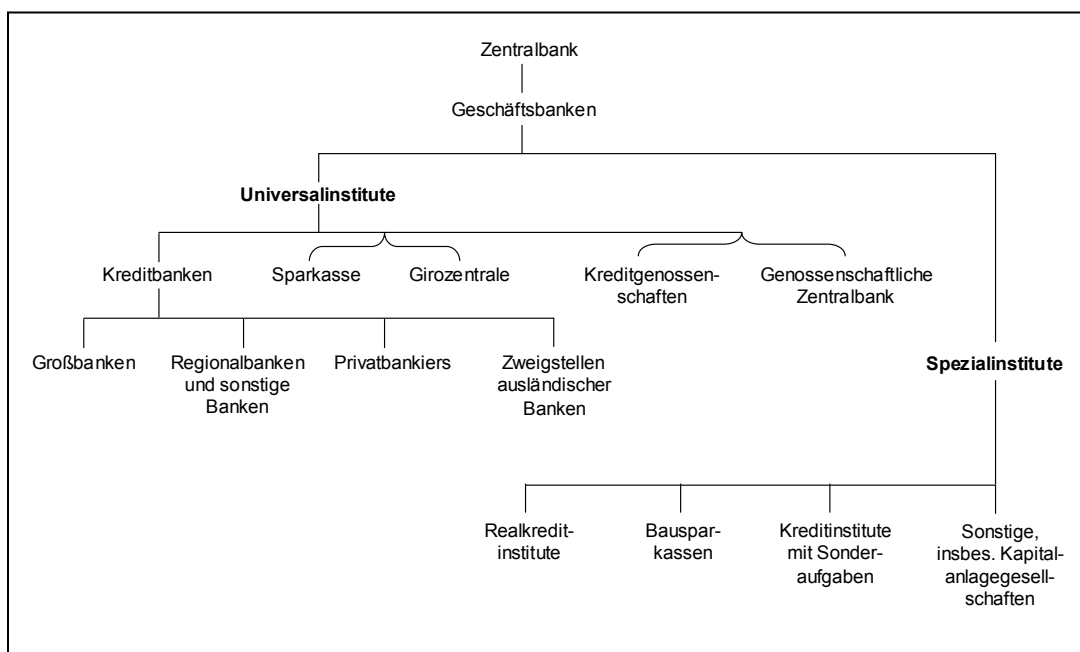 Zentralbank
Geschäftsbanken
Universalinstitute
Kreditbanken
Sparkasse
Girozentrale
Kreditgenossen-
schaften
Genossenschaftliche
Zentralbank
Großbanken
Regionalbanken
und sonstige
Banken
Privatbankiers
Zweigstellen
ausländischer
Banken
Spezialinstitute
Realkredit-
institute
Bauspar-
kassen
Kreditinstitute
mit Sonder-
aufgaben
Sonstige,
insbes. Kapital-
anlagegesell-
schaften